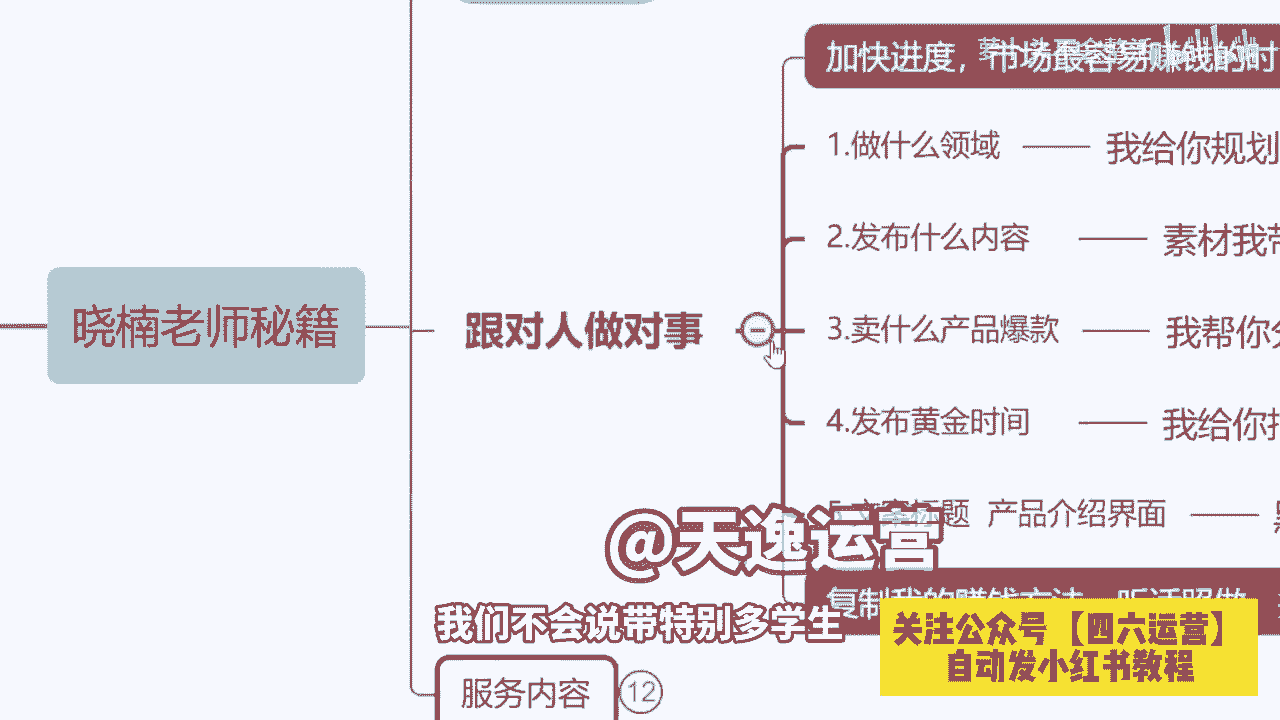 加快进度，市场最容易赚钱的时
1.做什么领域 我给你规划
2.发布什么内容 素材我带
晓楠老师秘籍
跟对人做对事
3.卖什么产品爆款 我帮你
4.发布黄金时间 我给你
5.文案标题 产品介绍界面
@天逸运营
复制我的赚钱方法 听话照做
我们不会说带特别多学生
关注公众号【四六运营】
自动发小红书教程
服务内容 12